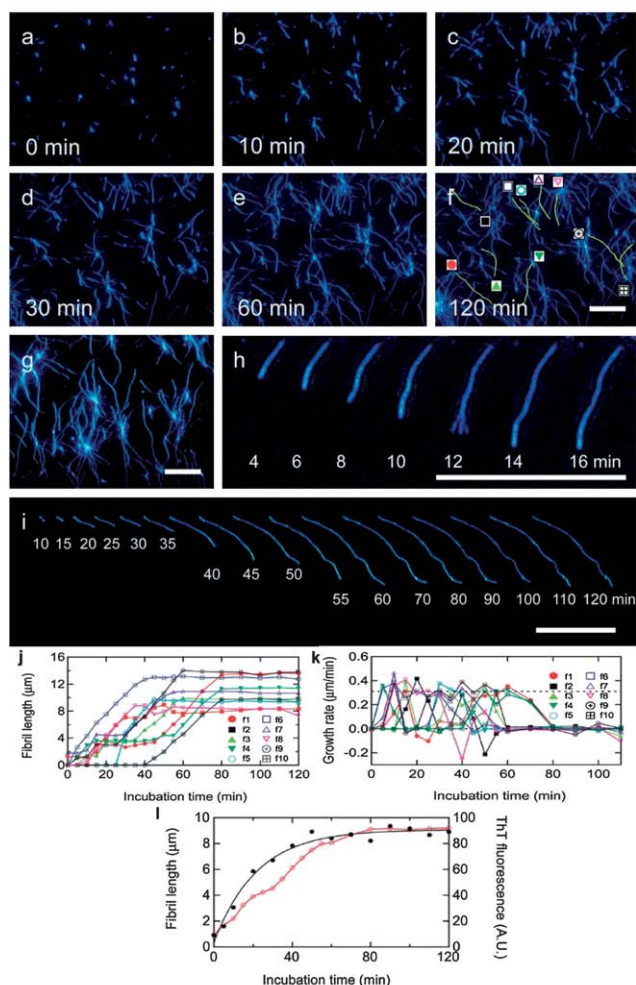 a
b
c
0 min
10 min
20 min
d
e
f
30 min
60 min
120 min
g
h
4 6 8 10 12 14 16 min
i
10 15 20 25 30 35
40 45 50
55 60 70 80 90 100 110 120 min
j
k
Fibril length (µm)
16
12
8
4
0
f1 f6
f2 f7
f3 f8
f4 f9
f5 f10
0 20 40 60 80 100 120
Incubation time (min)
Growth rate (µm/min)
0.6
0.4
0.2
0.0
-0.2
f1 f6
f2 f7
f3 f8
f4 f9
f5 f10
0 20 40 60 80 100
Incubation time (min)
l
Fibril length (µm)
10
8
6
4
2
0
100
80
60
40
20
0
ThT fluorescence (A.U.)
0 40 80 120
Incubation time (min)